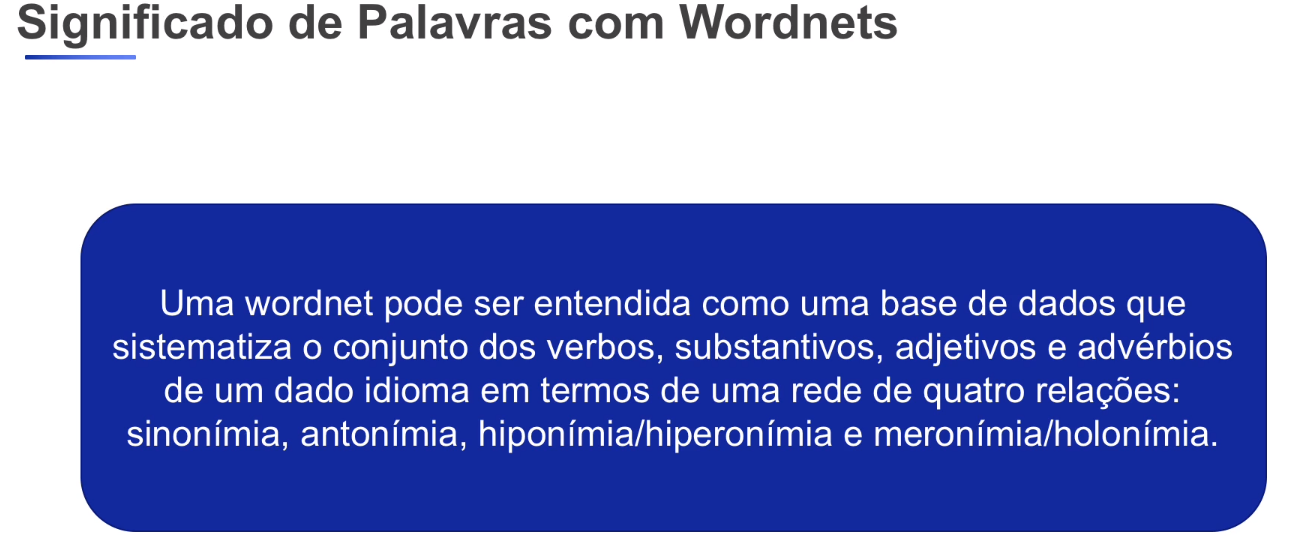 Significado de Palavras com Wordnets
Uma wordnet pode ser entendida como uma base de dados que
sistematiza o conjunto dos verbos, substantivos, adjetivos e advérbios
de um dado idioma em termos de uma rede de quatro relações:
sinonímia, antonímia, hiponímia/hiperonímia e meronímia/holonímia.